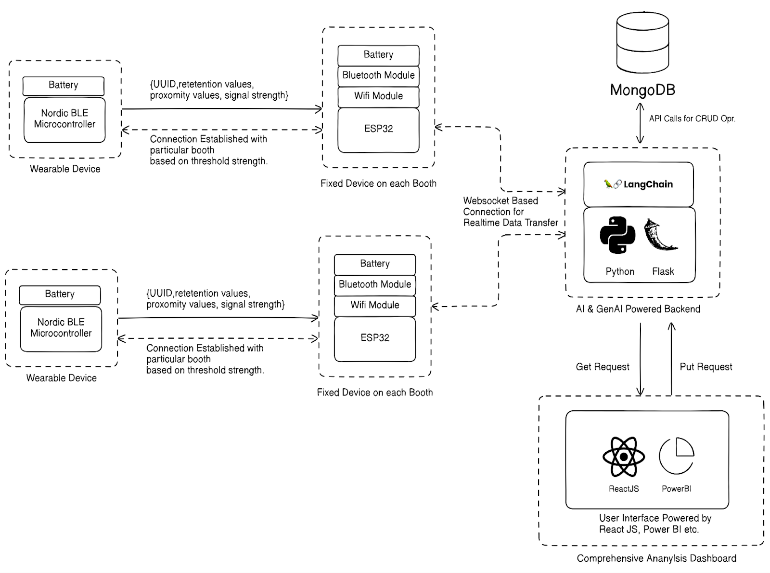 Battery
Nordic BLE
Microcontroller
Wearable Device
{UUID,retetention values,
proxomity values, signal strength}
Connection Established with
particular booth
based on threshold strength.
Battery
Bluetooth Module
Wifi Module
ESP32
Fixed Device on each Booth
MongoDB
API Calls for CRUD Opr.
LangChain
Python
Flask
AI & GenAI Powered Backend
Websocket Based
Connection for
Realtime Data Transfer
Battery
Nordic BLE
Microcontroller
Wearable Device
{UUID,retetention values,
proxomity values, signal strength}
Connection Established with
particular booth
based on threshold strength.
Battery
Bluetooth Module
Wifi Module
ESP32
Fixed Device on each Booth
Get Request
Put Request
ReactJS
PowerBI
User Interface Powered by
React JS, Power BI etc.
Comprehensive Ananylsis Dashboard